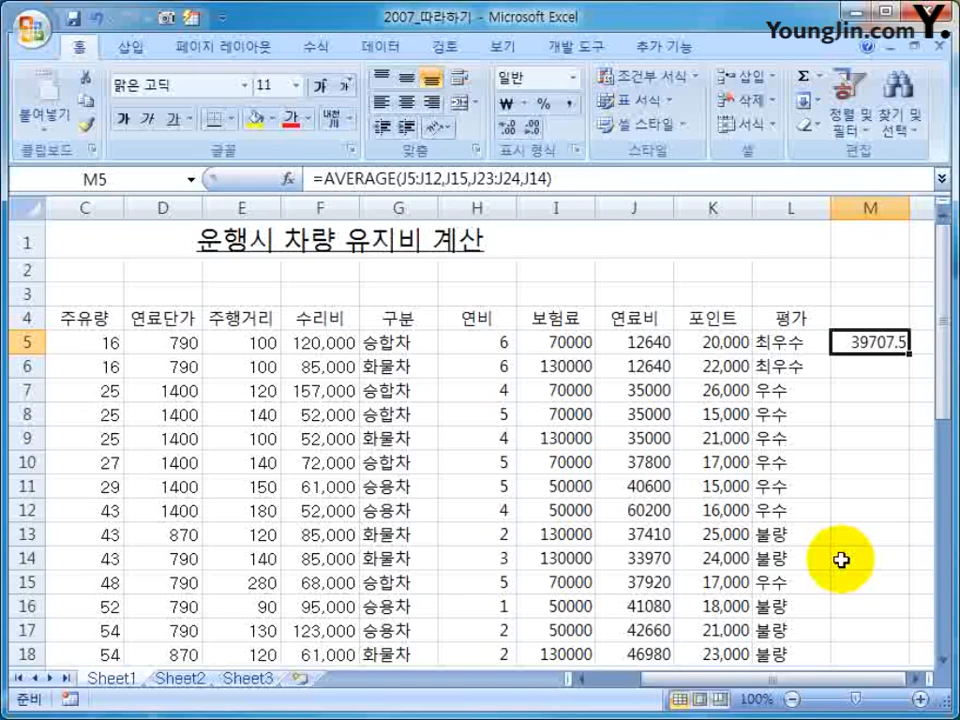 2007_따라하기 - Microsoft Excel
YoungJin.com Y.
홈 삽입 페이지 레이아웃 수식 데이터 검토 보기 개발 도구 추가 기능
붙여넣기
맑은 고딕 11
가 가 가
가 내천
일반
₩ % ,
조건부 서식
표 서식
셀 스타일
삽입
삭제
서식
Σ
정렬 및 필터
찾기 및 선택
클립보드 글꼴 맞춤 표시 형식 스타일 셀 편집
M5 fx =AVERAGE(J5:J12,J15,J23:J24,J14)
C D E F G H I J K L M
1 운행시 차량 유지비 계산
2
3
4 주유량 연료단가 주행거리 수리비 구분 연비 보험료 연료비 포인트 평가
5 16 790 100 120,000 승합차 6 70000 12640 20,000 최우수 39707.5
6 16 790 100 85,000 화물차 6 130000 12640 22,000 최우수
7 25 1400 120 157,000 승합차 4 70000 35000 26,000 우수
8 25 1400 140 52,000 승합차 5 70000 35000 15,000 우수
9 25 1400 100 52,000 화물차 4 130000 35000 21,000 우수
10 27 1400 140 72,000 승합차 5 70000 37800 17,000 우수
11 29 1400 150 61,000 승용차 5 50000 40600 15,000 우수
12 43 1400 180 52,000 승용차 4 50000 60200 16,000 우수
13 43 870 120 85,000 화물차 2 130000 37410 25,000 불량
14 43 790 140 85,000 화물차 3 130000 33970 24,000 불량
15 48 790 280 68,000 승합차 5 70000 37920 17,000 우수
16 52 790 90 95,000 승용차 1 50000 41080 18,000 불량
17 54 790 130 123,000 승용차 2 50000 42660 21,000 불량
18 54 870 120 61,000 화물차 2 130000 46980 23,000 불량
Sheet1 Sheet2 Sheet3
준비 100%